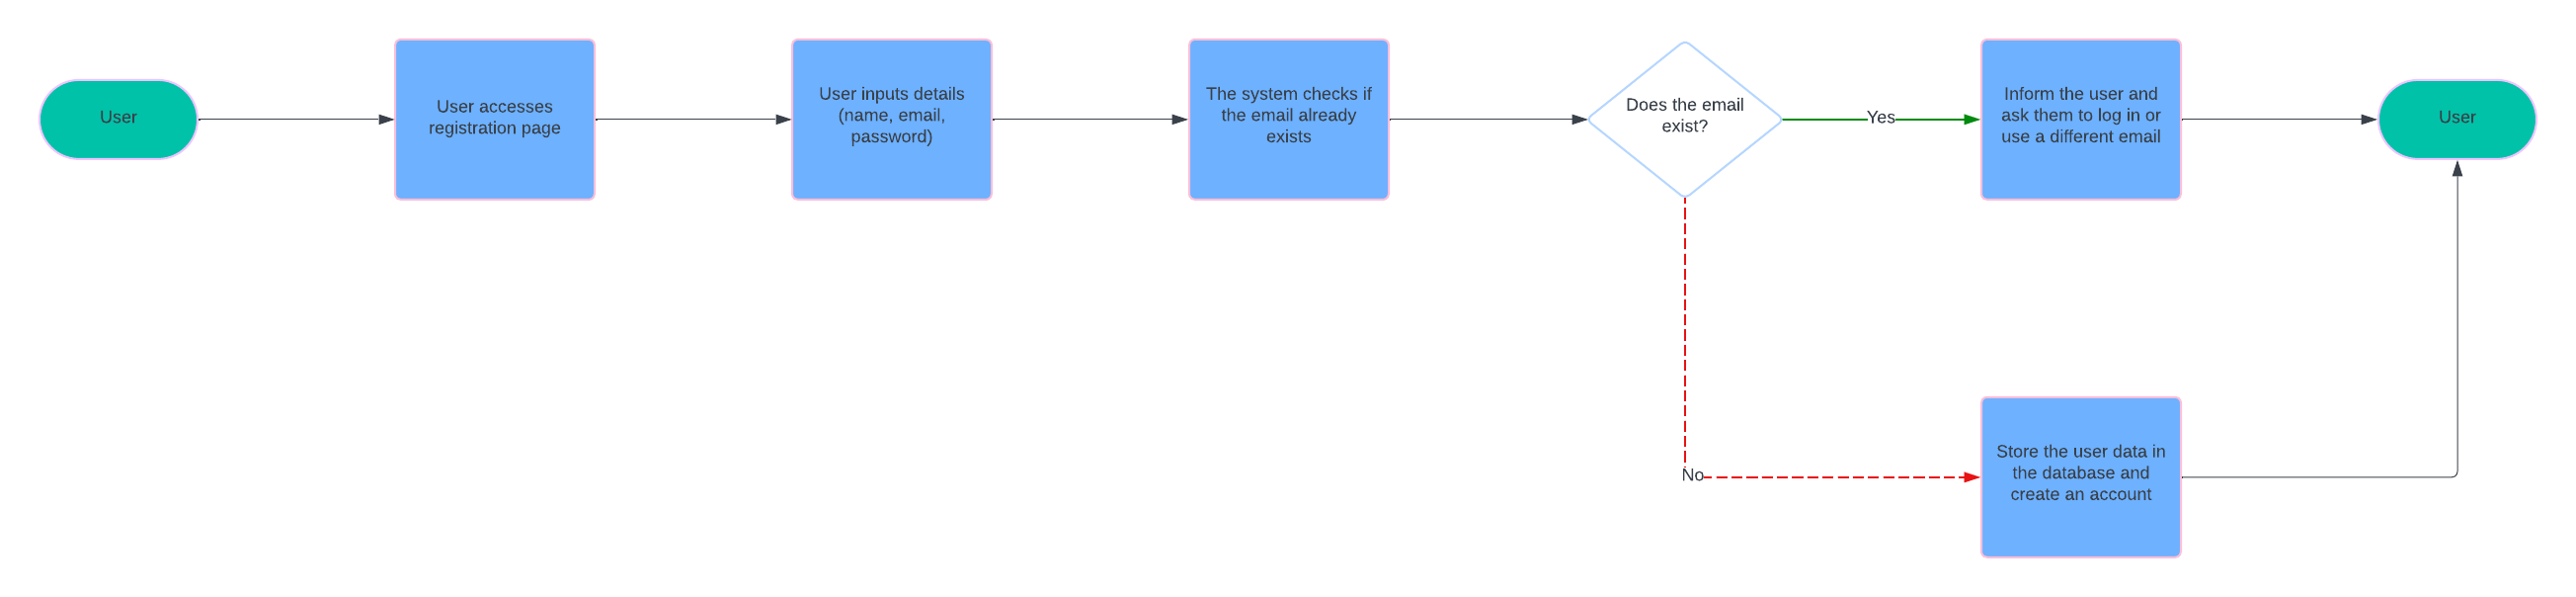 User
User accesses
registration page
User inputs details
(name, email,
password)
The system checks if
the email already
exists
Does the email
exist?
Yes
Inform the user and
ask them to log in or
use a different email
User
No
Store the user data in
the database and
create an account